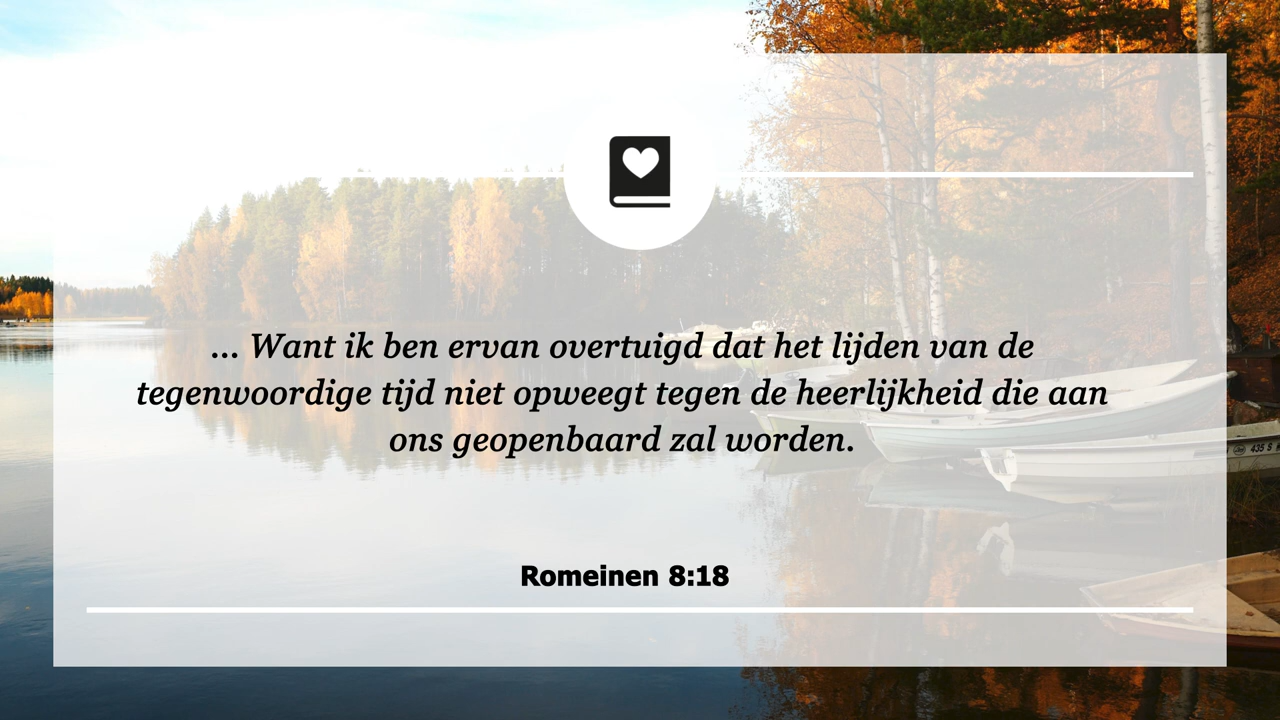 ... Want ik ben ervan overtuigd dat het lijden van de
tegenwoordige tijd niet opweegt tegen de heerlijkheid die aan
ons geopenbaard zal worden.
Romeinen 8:18
435 S